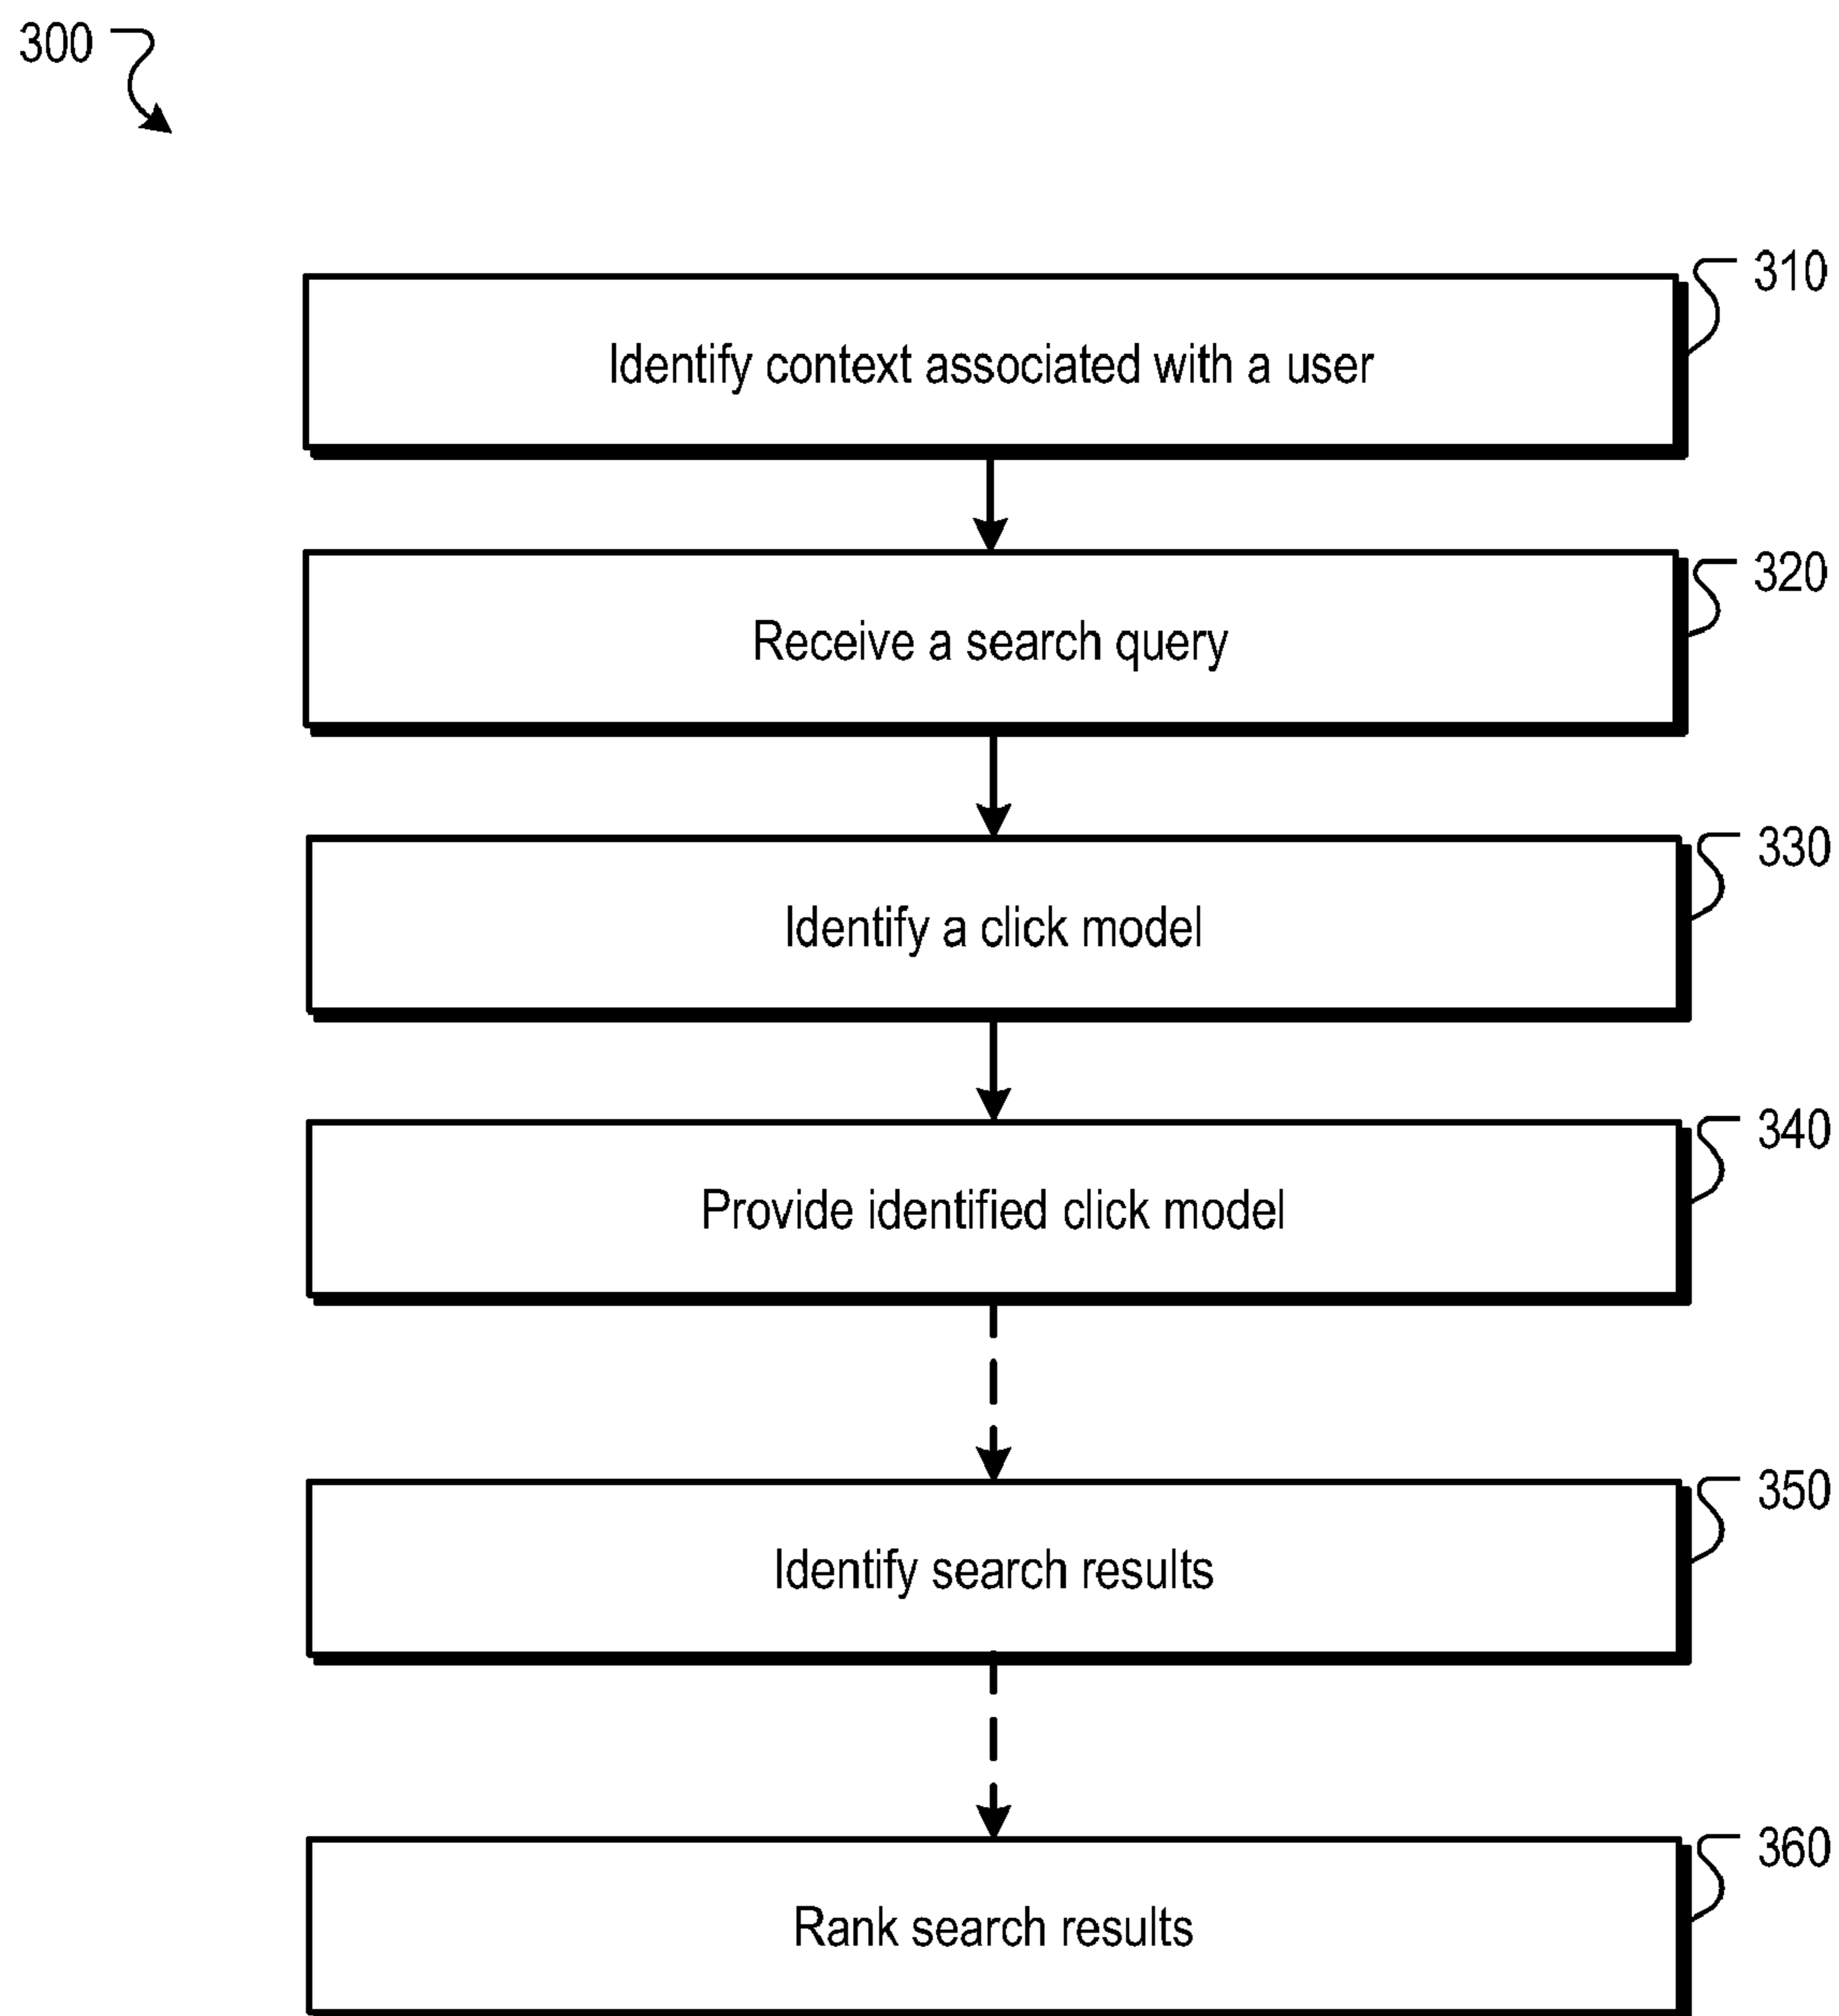 300
310
Identify context associated with a user
320
Receive a search query
330
Identify a click model
340
Provide identified click model
350
Identify search results
360
Rank search results